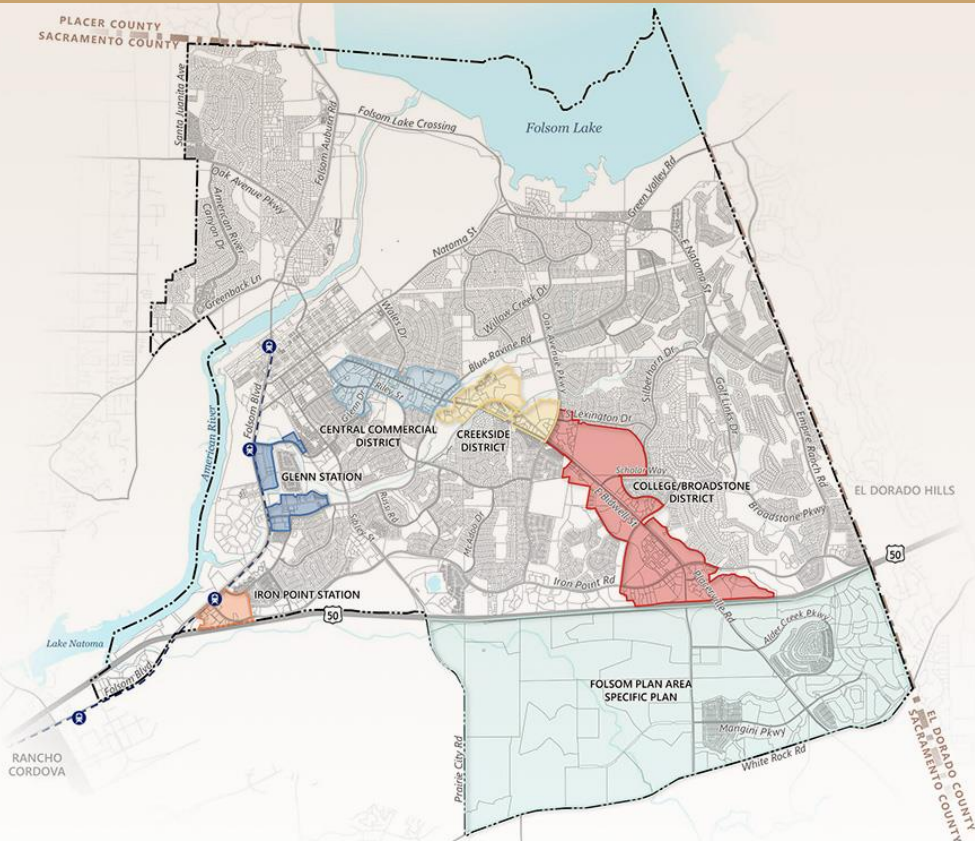 PLACER COUNTY
SACRAMENTO COUNTY
Santa Juanita Ave
Folsom Auburn Rd
Folsom Lake Crossing
Folsom Lake
Oak Avenue Pkwy
American River
Canyon Dr
Green Valley Rd
Natoma St
E Natoma St
Greenback Ln
Wales Dr
Willow Creek Dr
Oak Avenue Pkwy
Blue Ravine Rd
Silberhorn Dr
Golf Links Dr
Empire Ranch Rd
American River
Folsom Blvd
Glenn Dr
Riley St
CENTRAL COMMERCIAL
DISTRICT
CREEKSIDE
DISTRICT
Lexington Dr
Scholar Way
COLLEGE/BROADSTONE
DISTRICT
GLENN STATION
E Bidwell St
Broadstone Pkwy
EL DORADO HILLS
Rusi Rd
Sibley St
McAdoo Dr
Iron Point Rd
Placerville Rd
50
IRON POINT STATION
50
Lake Natoma
Folsom Blvd
Alder Creek Pkwy
FOLSOM PLAN AREA
SPECIFIC PLAN
Mangini Pkwy
White Rock Rd
Prairie City Rd
RANCHO
CORDOVA
EL DORADO COUNTY
SACRAMENTO COUNTY